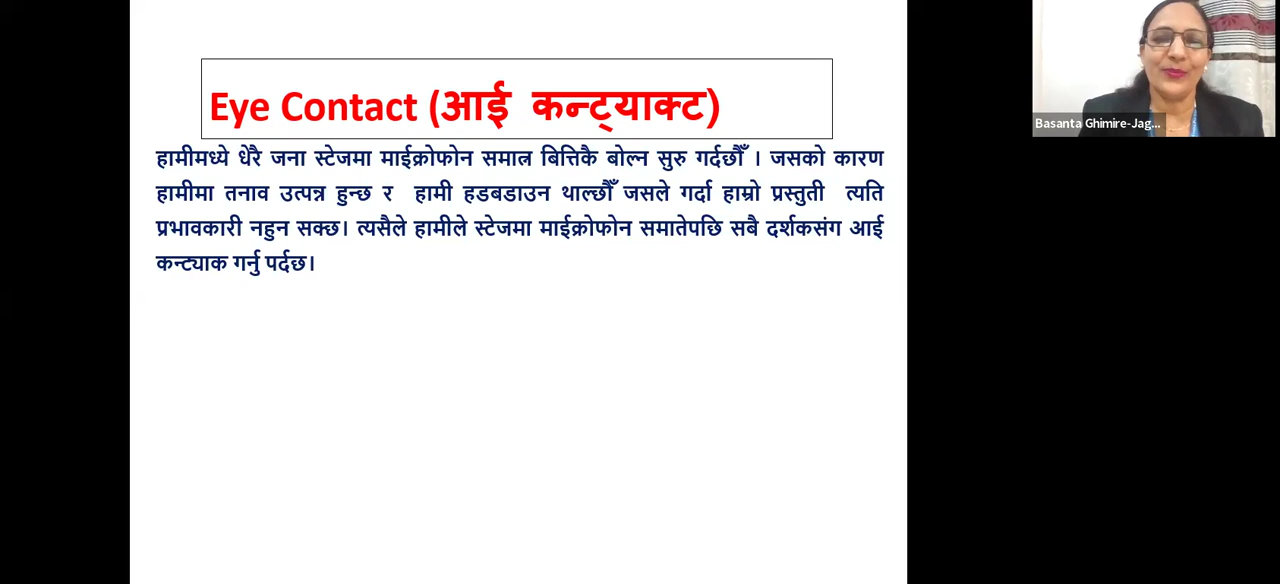 Eye Contact (आई कन्ट्याक्ट)
हामीमध्ये धेरै जना स्टेजमा माईक्रोफोन समात्न बित्तिकै बोल्न सुरु गर्दछौँ । जसको कारण
हामीमा तनाव उत्पन्न हुन्छ र हामी हडबडाउन थाल्छौँ जसले गर्दा हाम्रो प्रस्तुती त्यति
प्रभावकारी नहुन सक्छ। त्यसैले हामीले स्टेजमा माईक्रोफोन समातेपछि सबै दर्शकसंग आई
कन्ट्याक गर्नु पर्दछ।
Basanta Ghimire-Jag...